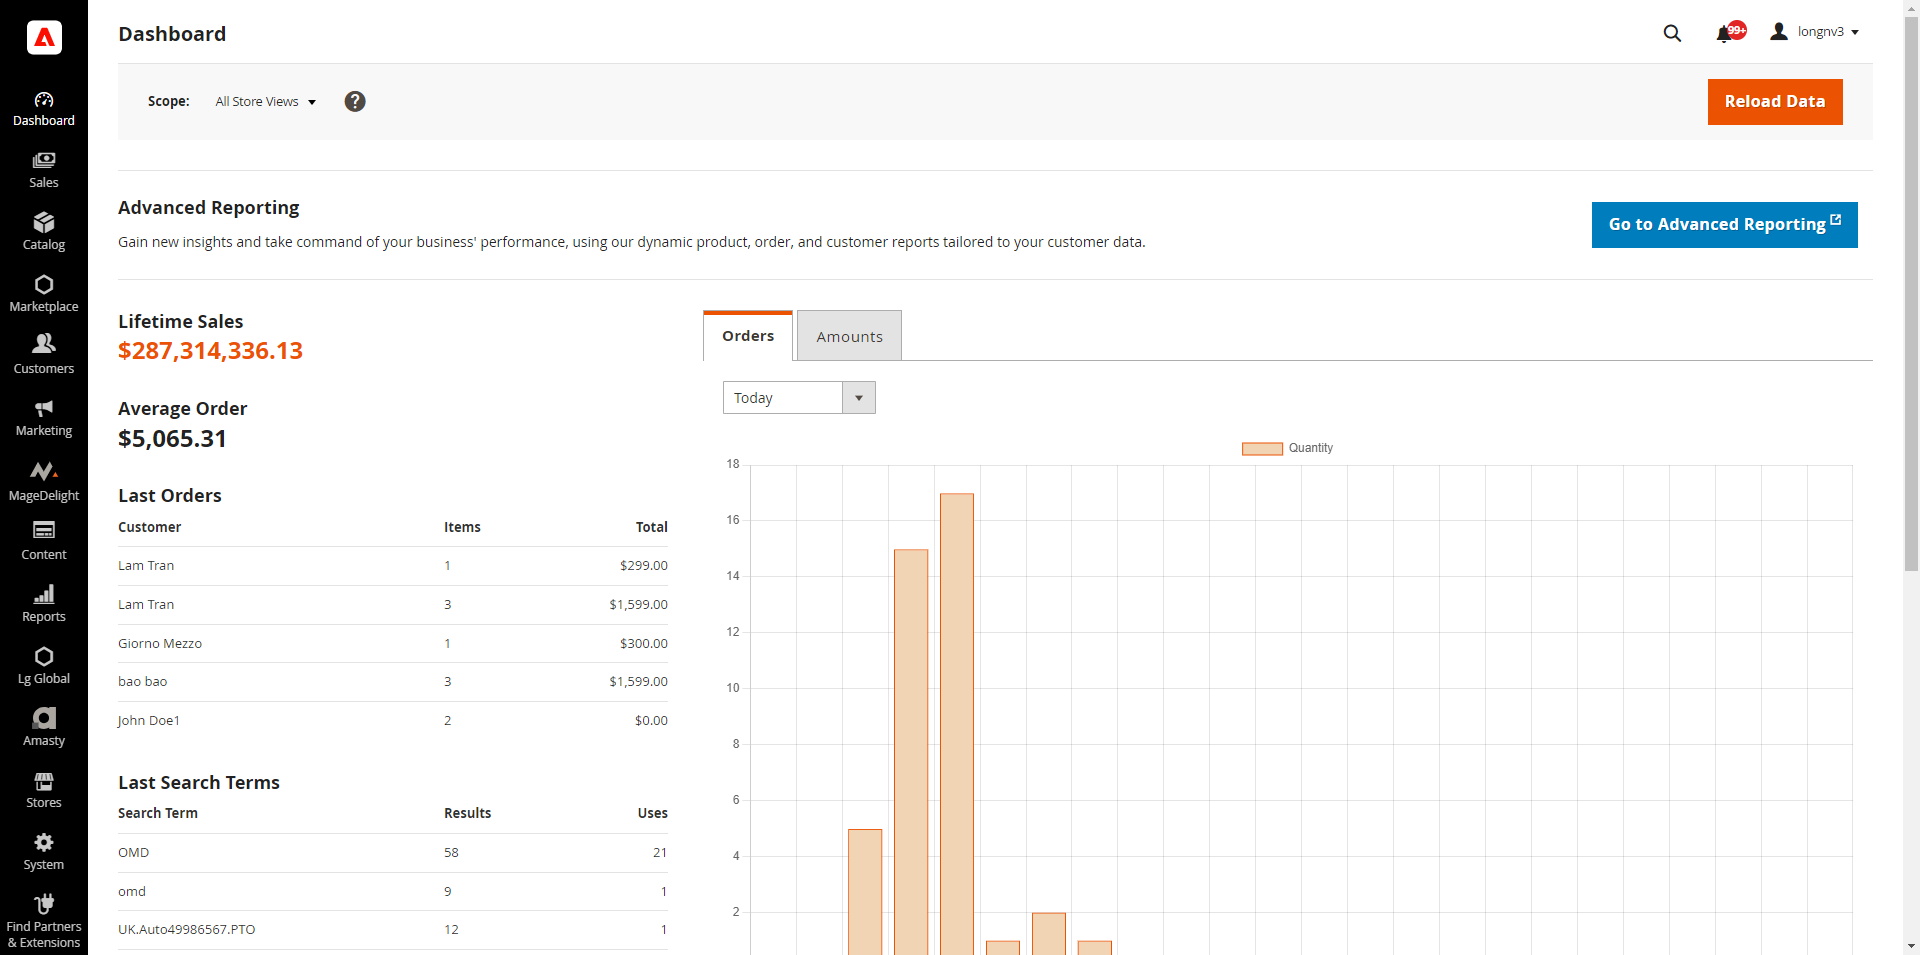 Dashboard
99+
longnv3
Scope: All Store Views ?
Reload Data
Dashboard
Sales
Catalog
Marketplace
Customers
Marketing
MageDelight
Content
Reports
Lg Global
Amasty
Stores
System
Find Partners
& Extensions
Advanced Reporting
Gain new insights and take command of your business' performance, using our dynamic product, order, and customer reports tailored to your customer data.
Go to Advanced Reporting
Lifetime Sales
$287,314,336.13
Average Order
$5,065.31
Last Orders
Customer Items Total
Lam Tran 1 $299.00
Lam Tran 3 $1,599.00
Giorno Mezzo 1 $300.00
bao bao 3 $1,599.00
John Doe1 2 $0.00
Last Search Terms
Search Term Results Uses
OMD 58 21
omd 9 1
UK.Auto49986567.PTO 12 1
Orders Amounts
Today
Quantity
18
16
14
12
10
8
6
4
2